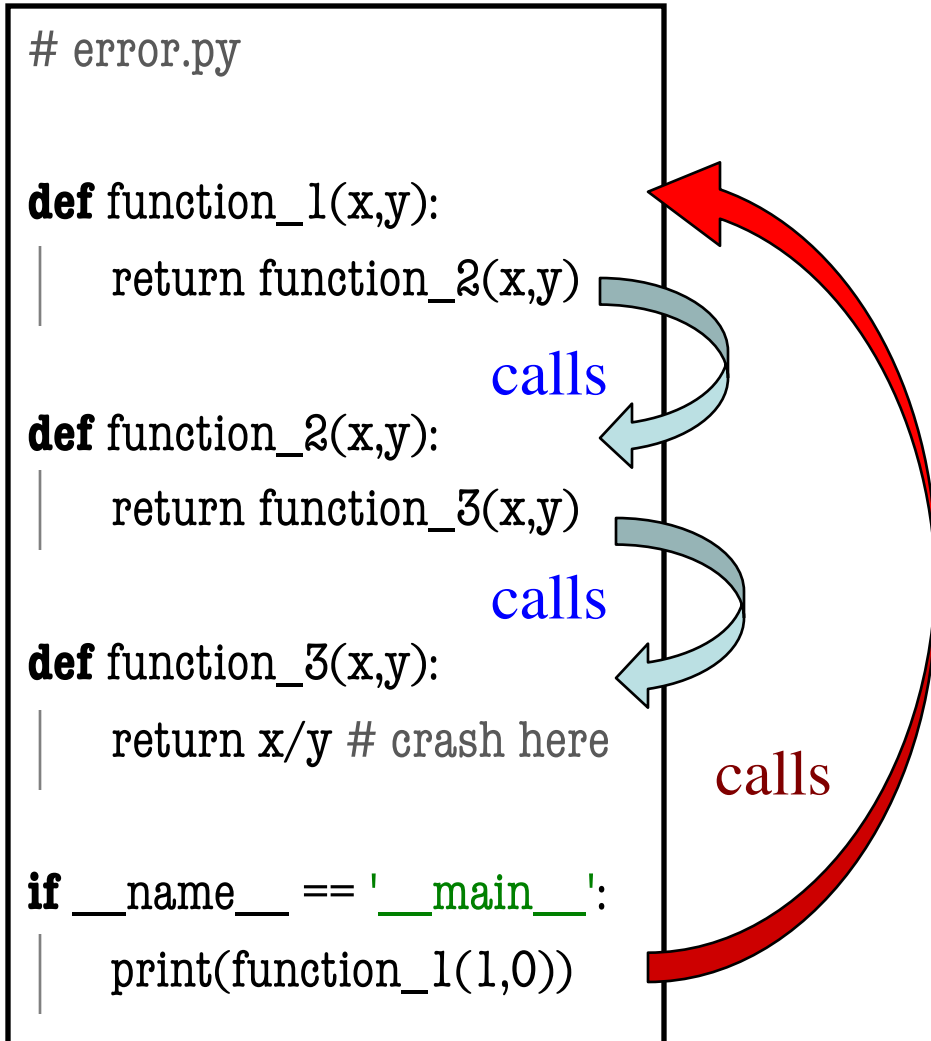 # error.py
def function_1(x,y):
return function_2(x,y)
calls
def function_2(x,y):
return function_3(x,y)
calls
def function_3(x,y):
return x/y # crash here
calls
if __name__ == '__main__':
print(function_1(1,0))